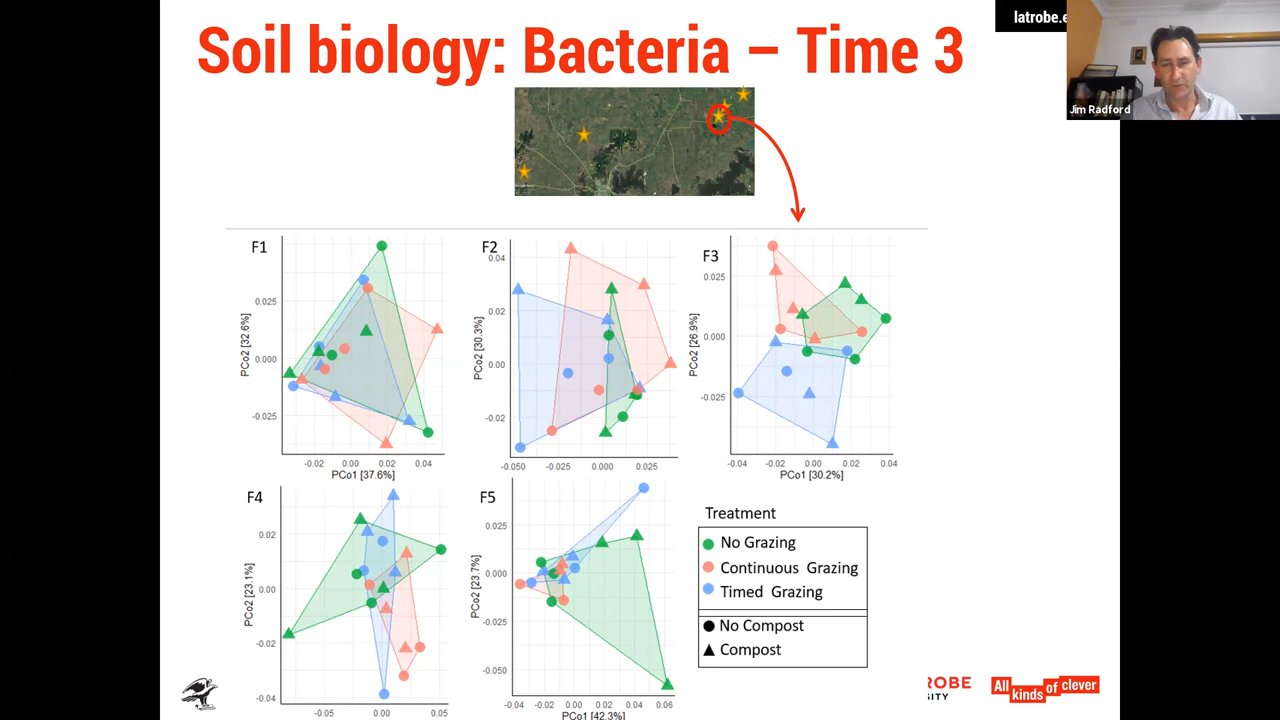 Soil biology: Bacteria – Time 3
latrobe.e
Jim Radford
F1
PCo2 [32.6%]
0.025
0.000
-0.025
-0.02
0.00
0.02
0.04
PCo1 [37.6%]
F2
PCo2 [30.3%]
0.04
0.02
0.00
-0.02
-0.050
-0.025
0.000
0.025
F3
PCo2 [26.9%]
0.025
0.000
-0.025
-0.04
-0.02
0.00
0.02
0.04
PCo1 [30.2%]
F4
PCo2 [23.1%]
0.02
0.00
-0.02
-0.04
-0.05
0.00
0.05
F5
PCo2 [23.7%]
0.025
0.000
-0.025
-0.050
-0.04
-0.02
0.00
0.02
0.04
0.06
PCo1 [42.3%]
Treatment
No Grazing
Continuous Grazing
Timed Grazing
No Compost
Compost
ROBE
SITY
All
kinds of clever